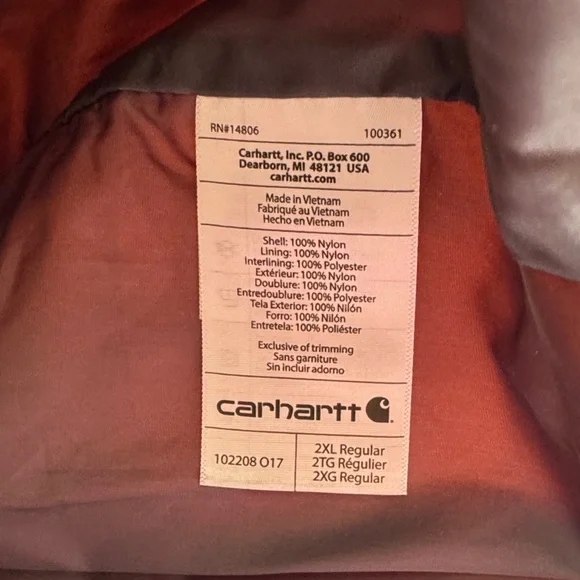 RN#14806 100361
Carhartt, Inc. P.O. Box 600
Dearborn, MI 48121 USA
carhartt.com
Made in Vietnam
Fabriqué au Vietnam
Hecho en Vietnam
Shell: 100% Nylon
Lining: 100% Nylon
Interlining: 100% Polyester
Extérieur: 100% Nylon
Doublure: 100% Nylon
Entredoublure: 100% Polyester
Tela Exterior: 100% Nilón
Forro: 100% Nilón
Entretela: 100% Poliéster
Exclusive of trimming
Sans garniture
Sin incluir adorno
carhartt
102208 O17
2XL Regular
2TG Régulier
2XG Regular